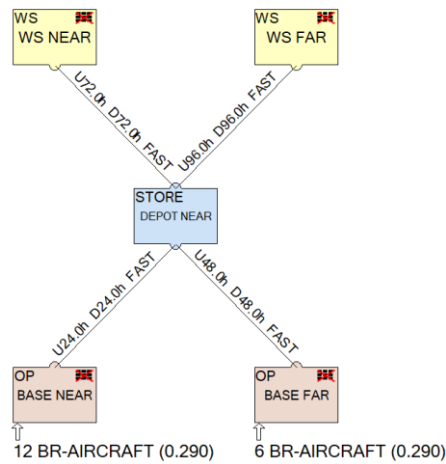 WS
WS NEAR
WS
WS FAR
U72.0h D72.0h FAST
U96.0h D96.0h FAST
STORE
DEPOT NEAR
U24.0h D24.0h FAST
U48.0h D48.0h FAST
OP
BASE NEAR
OP
BASE FAR
12 BR-AIRCRAFT (0.290)
6 BR-AIRCRAFT (0.290)